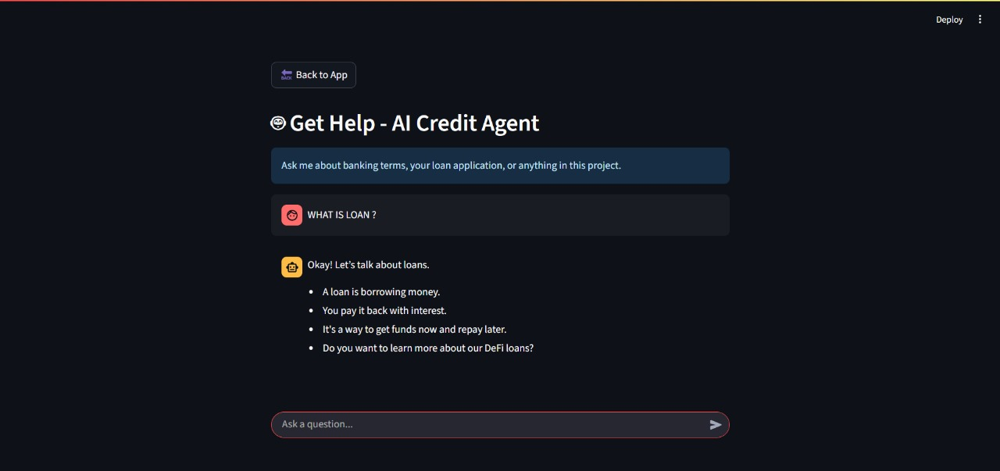 Deploy
BACK
Back to App
Get Help - AI Credit Agent
Ask me about banking terms, your loan application, or anything in this project.
WHAT IS LOAN ?
Okay! Let’s talk about loans.
• A loan is borrowing money.
• You pay it back with interest.
• It's a way to get funds now and repay later.
• Do you want to learn more about our DeFi loans?
Ask a question...